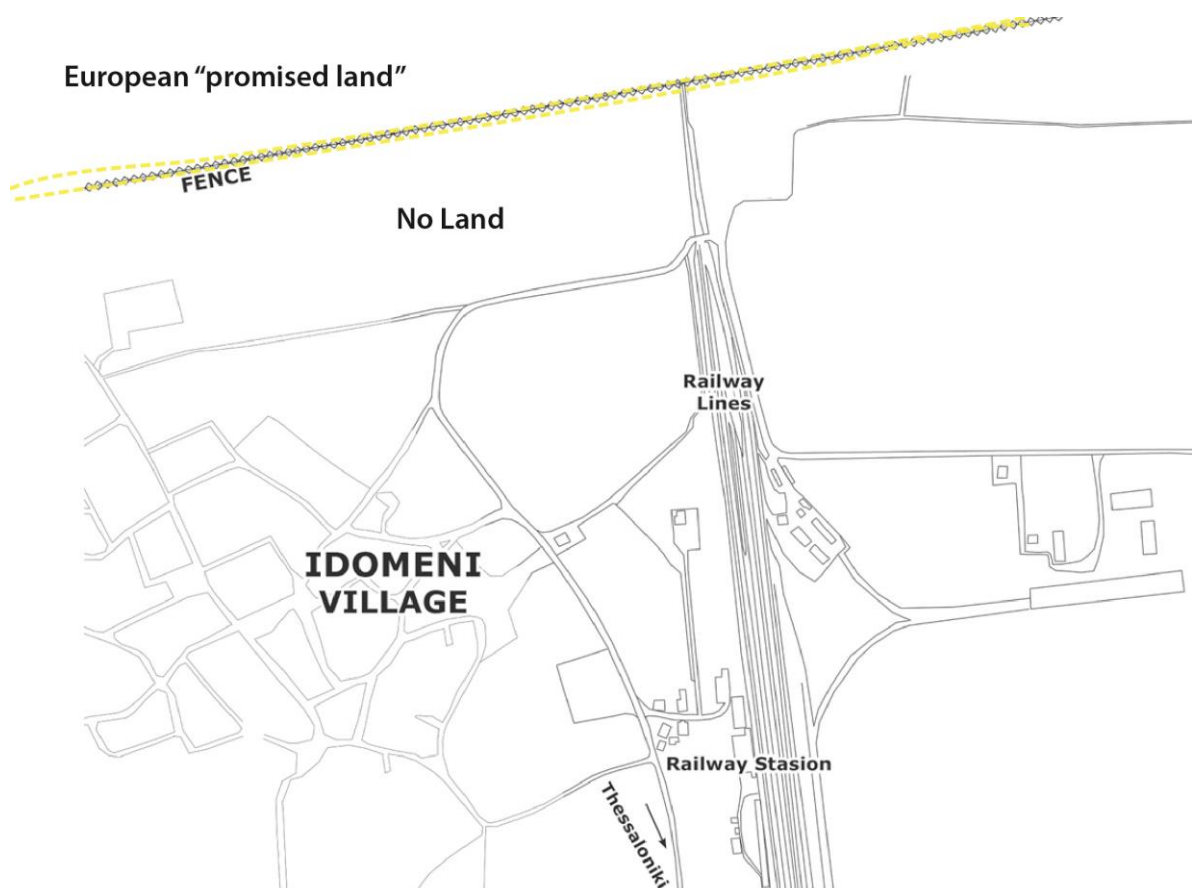 European “promised land”
FENCE
No Land
Railway
Lines
IDOMENI
VILLAGE
Railway Stasion
Thessaloniki